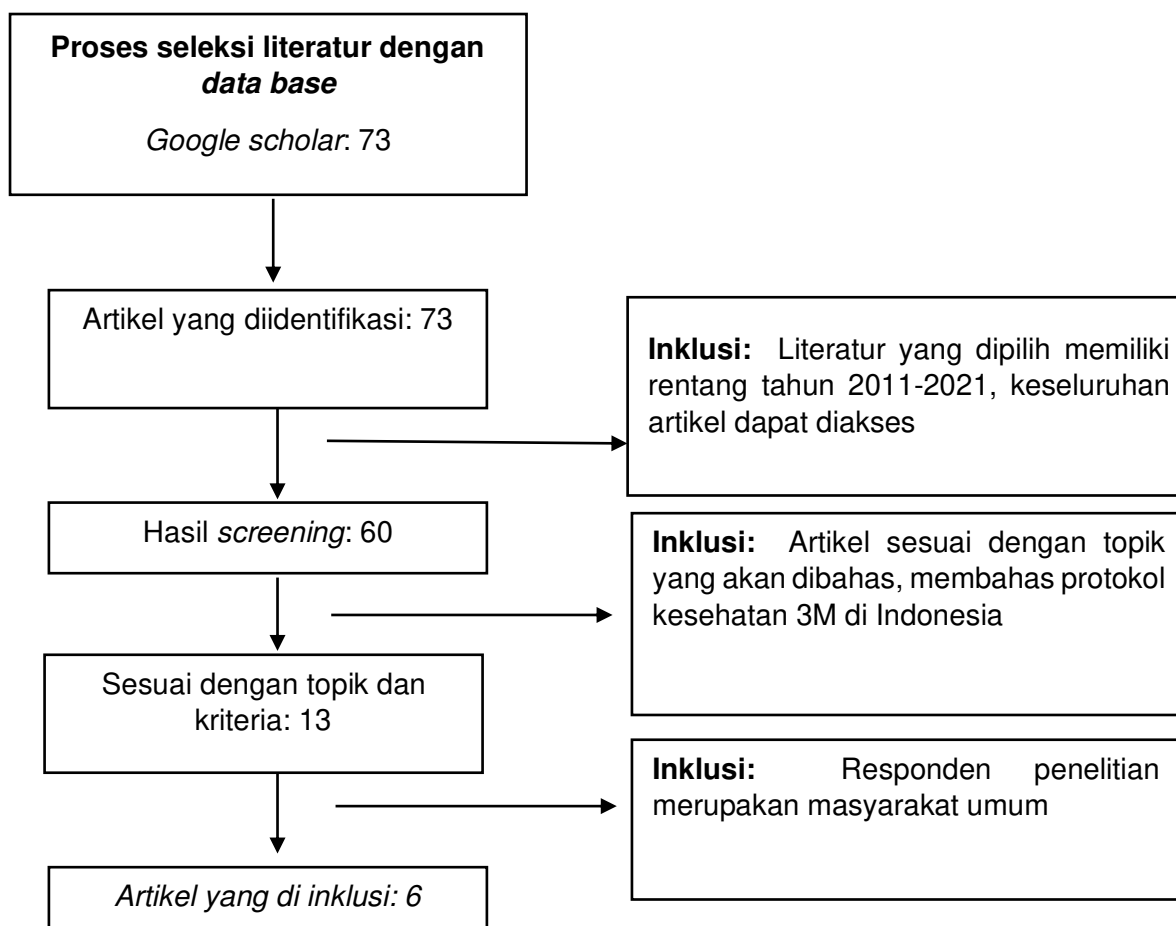 Proses seleksi literatur dengan
data base
Google scholar: 73
Artikel yang diidentifikasi: 73
Inklusi: Literatur yang dipilih memiliki
rentang tahun 2011-2021, keseluruhan
artikel dapat diakses
Hasil screening: 60
Inklusi: Artikel sesuai dengan topik
yang akan dibahas, membahas protokol
kesehatan 3M di Indonesia
Sesuai dengan topik dan
kriteria: 13
Inklusi: Responden penelitian
merupakan masyarakat umum
Artikel yang di inklusi: 6